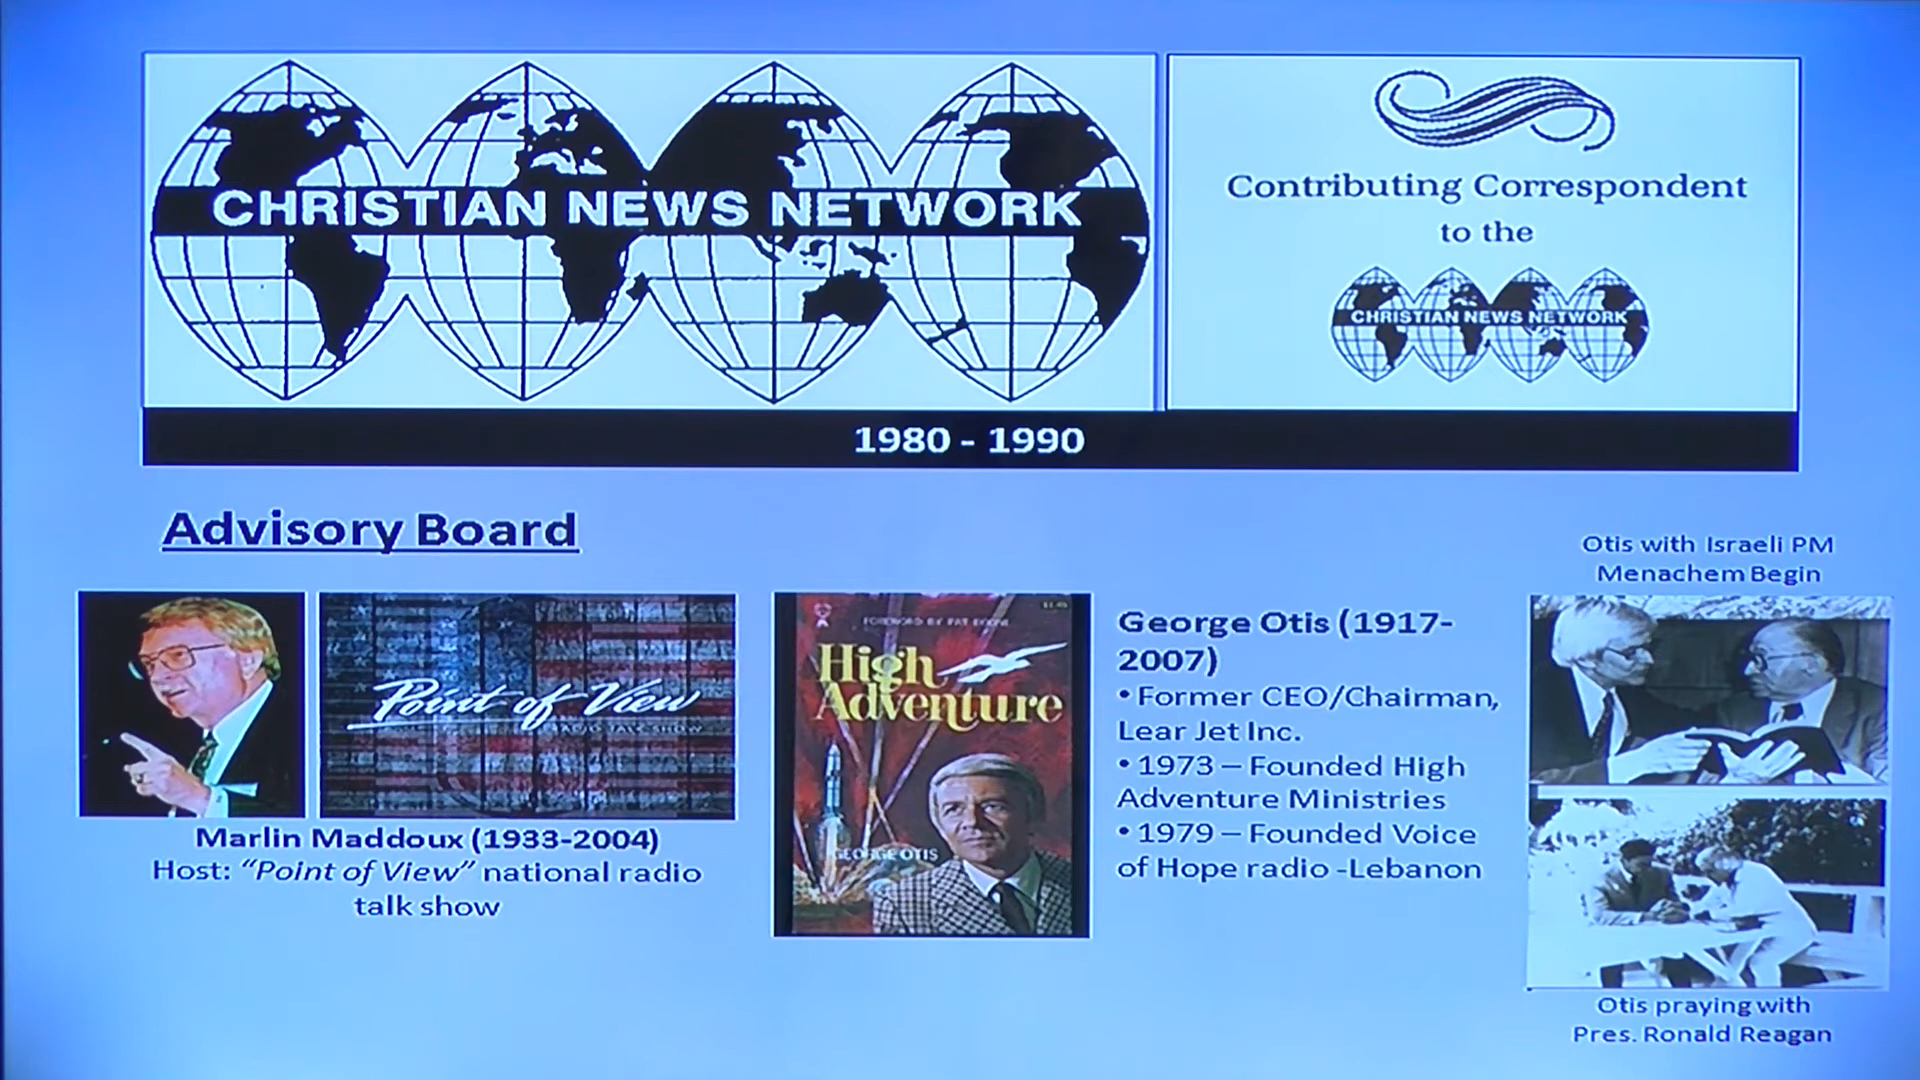 CHRISTIAN NEWS NETWORK
Contributing Correspondent
to the
CHRISTIAN NEWS NETWORK
1980 - 1990
Advisory Board
Point of View
RADIO TALK SHOW
Marlin Maddoux (1933-2004)
Host: “Point of View” national radio
talk show
FOREWORD BY PAT BOONE
High
Adventure
GEORGE OTIS
George Otis (1917-
2007)
• Former CEO/Chairman,
Lear Jet Inc.
• 1973 – Founded High
Adventure Ministries
• 1979 – Founded Voice
of Hope radio -Lebanon
Otis with Israeli PM
Menachem Begin
Otis praying with
Pres. Ronald Reagan